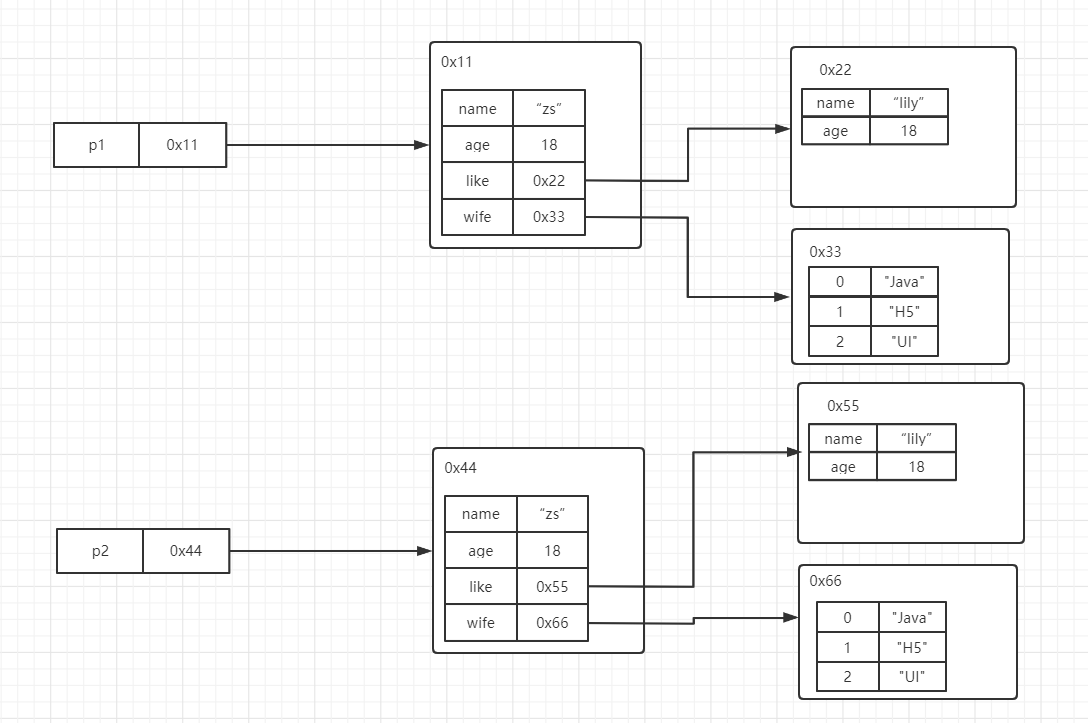 p1 0x11
0x11
name “zs”
age 18
like 0x22
wife 0x33
0x22
name “lily”
age 18
0x33
0 "Java"
1 "H5"
2 "UI"
p2 0x44
0x44
name “zs”
age 18
like 0x55
wife 0x66
0x55
name “lily”
age 18
0x66
0 "Java"
1 "H5"
2 "UI"